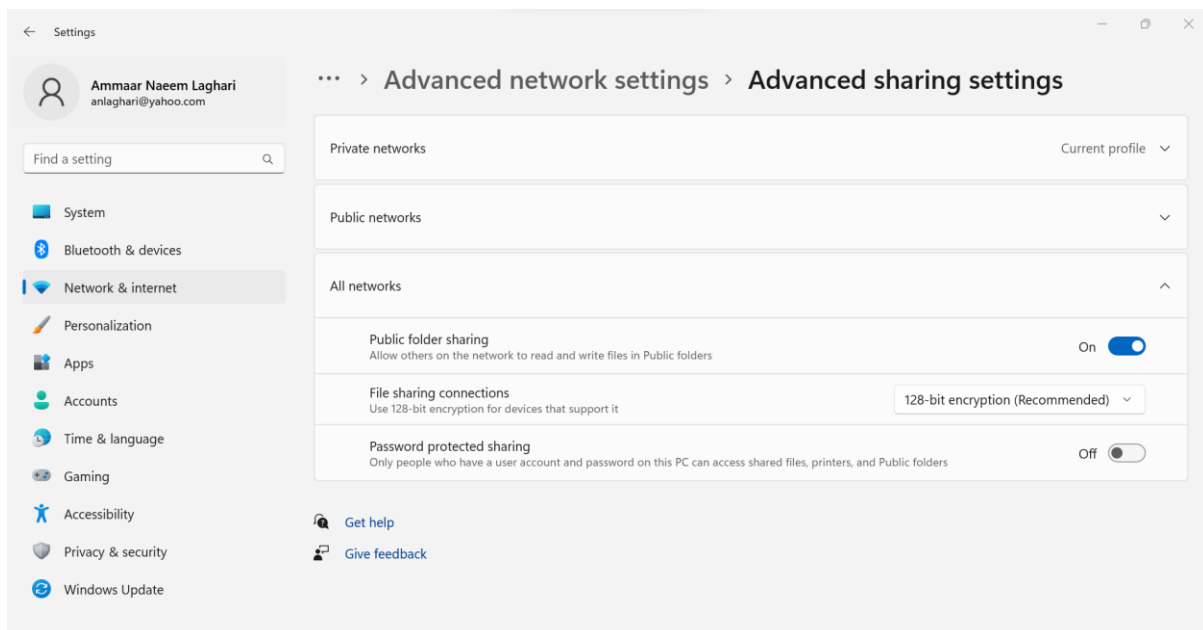 Settings
Ammaar Naeem Laghari
anlaghari@yahoo.com
Find a setting
System
Bluetooth & devices
Network & internet
Personalization
Apps
Accounts
Time & language
Gaming
Accessibility
Privacy & security
Windows Update
... > Advanced network settings > Advanced sharing settings
Private networks Current profile
Public networks
All networks
Public folder sharing
Allow others on the network to read and write files in Public folders
On
File sharing connections
Use 128-bit encryption for devices that support it
128-bit encryption (Recommended)
Password protected sharing
Only people who have a user account and password on this PC can access shared files, printers, and Public folders
Off
Get help
Give feedback